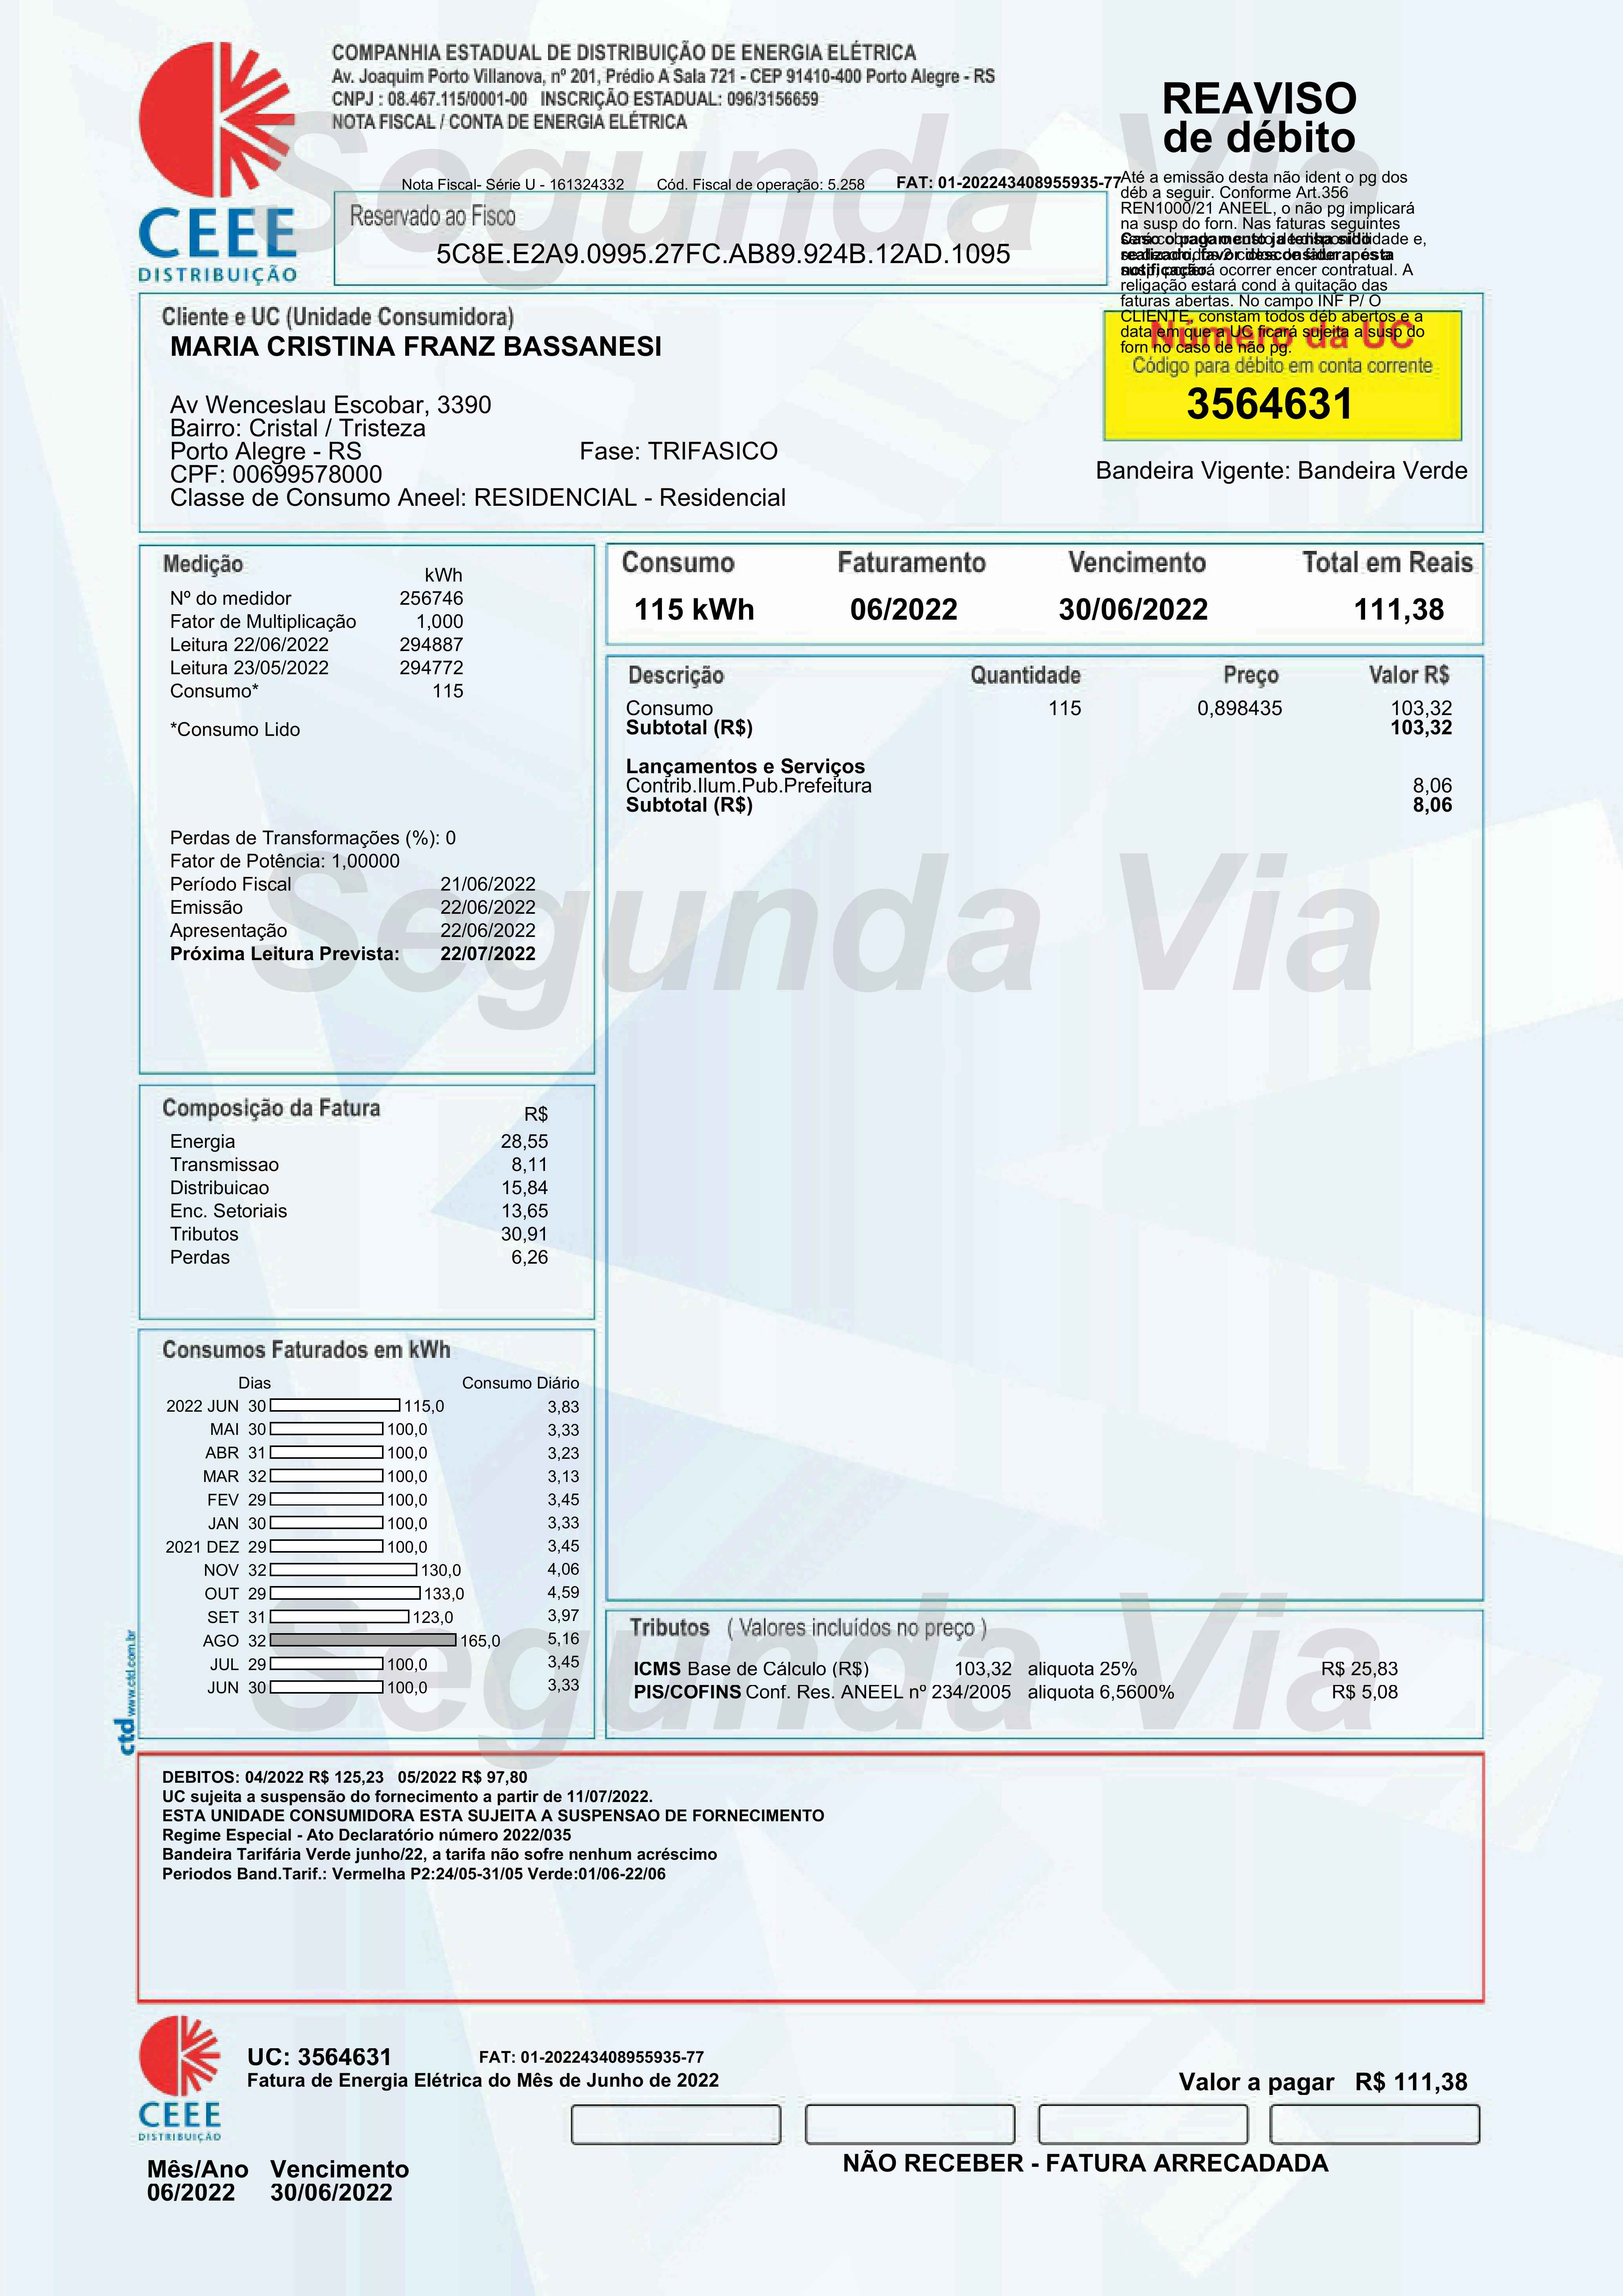 CEEE
DISTRIBUIÇÃO
COMPANHIA ESTADUAL DE DISTRIBUIÇÃO DE ENERGIA ELÉTRICA
Av. Joaquim Porto Villanova, nº 201, Prédio A Sala 721 - CEP 91410-400 Porto Alegre - RS
CNPJ : 08.467.115/0001-00 INSCRIÇÃO ESTADUAL: 096/3156659
NOTA FISCAL / CONTA DE ENERGIA ELÉTRICA
Segunda Via
REAVISO
de débito
Nota Fiscal- Série U - 161324332 Cód. Fiscal de operação: 5.258 FAT: 01-202243408955935-77
Reservado ao Fisco
5C8E.E2A9.0995.27FC.AB89.924B.12AD.1095
Até a emissão desta não ident o pg dos
déb a seguir. Conforme Art.356
REN1000/21 ANEEL, o não pg implicará
na susp do forn. Nas faturas seguintes
Caso o pagamento ja tenha sido
realizado, favor desconsiderar esta
notificação.
ocorrer encer contratual. A
religação estará cond à quitação das
faturas abertas. No campo INF P/ O
CLIENTE, constam todos déb abertos e a
data em que a UC ficará sujeita a susp do
forn no caso de não pg.
Cliente e UC (Unidade Consumidora)
MARIA CRISTINA FRANZ BASSANESI
Av Wenceslau Escobar, 3390
Bairro: Cristal / Tristeza
Porto Alegre - RS Fase: TRIFASICO
CPF: 00699578000
Classe de Consumo Aneel: RESIDENCIAL - Residencial
Número da UC
Código para débito em conta corrente
3564631
Bandeira Vigente: Bandeira Verde
Medição
kWh
Nº do medidor 256746
Fator de Multiplicação 1,000
Leitura 22/06/2022 294887
Leitura 23/05/2022 294772
Consumo* 115
*Consumo Lido
Perdas de Transformações (%): 0
Fator de Potência: 1,00000
Período Fiscal 21/06/2022
Emissão 22/06/2022
Apresentação 22/06/2022
Próxima Leitura Prevista: 22/07/2022
Consumo Faturamento Vencimento Total em Reais
115 kWh 06/2022 30/06/2022 111,38
Descrição Quantidade Preço Valor R$
Consumo 115 0,898435 103,32
Subtotal (R$) 103,32
Lançamentos e Serviços
Contrib.Ilum.Pub.Prefeitura 8,06
Subtotal (R$) 8,06
Segunda Via
Composição da Fatura R$
Energia 28,55
Transmissao 8,11
Distribuicao 15,84
Enc. Setoriais 13,65
Tributos 30,91
Perdas 6,26
Consumos Faturados em kWh
Dias Consumo Diário
2022 JUN 30 115,0 3,83
MAI 30 100,0 3,33
ABR 31 100,0 3,23
MAR 32 100,0 3,13
FEV 29 100,0 3,45
JAN 30 100,0 3,33
2021 DEZ 29 100,0 3,45
NOV 32 130,0 4,06
OUT 29 133,0 4,59
SET 31 123,0 3,97
AGO 32 165,0 5,16
JUL 29 100,0 3,45
JUN 30 100,0 3,33
Segunda Via
Tributos ( Valores incluídos no preço )
ICMS Base de Cálculo (R$) 103,32 aliquota 25% R$ 25,83
PIS/COFINS Conf. Res. ANEEL nº 234/2005 aliquota 6,5600% R$ 5,08
ctd www.ctd.com.br
DEBITOS: 04/2022 R$ 125,23 05/2022 R$ 97,80
UC sujeita a suspensão do fornecimento a partir de 11/07/2022.
ESTA UNIDADE CONSUMIDORA ESTA SUJEITA A SUSPENSAO DE FORNECIMENTO
Regime Especial - Ato Declaratório número 2022/035
Bandeira Tarifária Verde junho/22, a tarifa não sofre nenhum acréscimo
Periodos Band.Tarif.: Vermelha P2:24/05-31/05 Verde:01/06-22/06
CEEE
DISTRIBUIÇÃO
UC: 3564631 FAT: 01-202243408955935-77
Fatura de Energia Elétrica do Mês de Junho de 2022
Valor a pagar R$ 111,38
NÃO RECEBER - FATURA ARRECADADA
Mês/Ano Vencimento
06/2022 30/06/2022